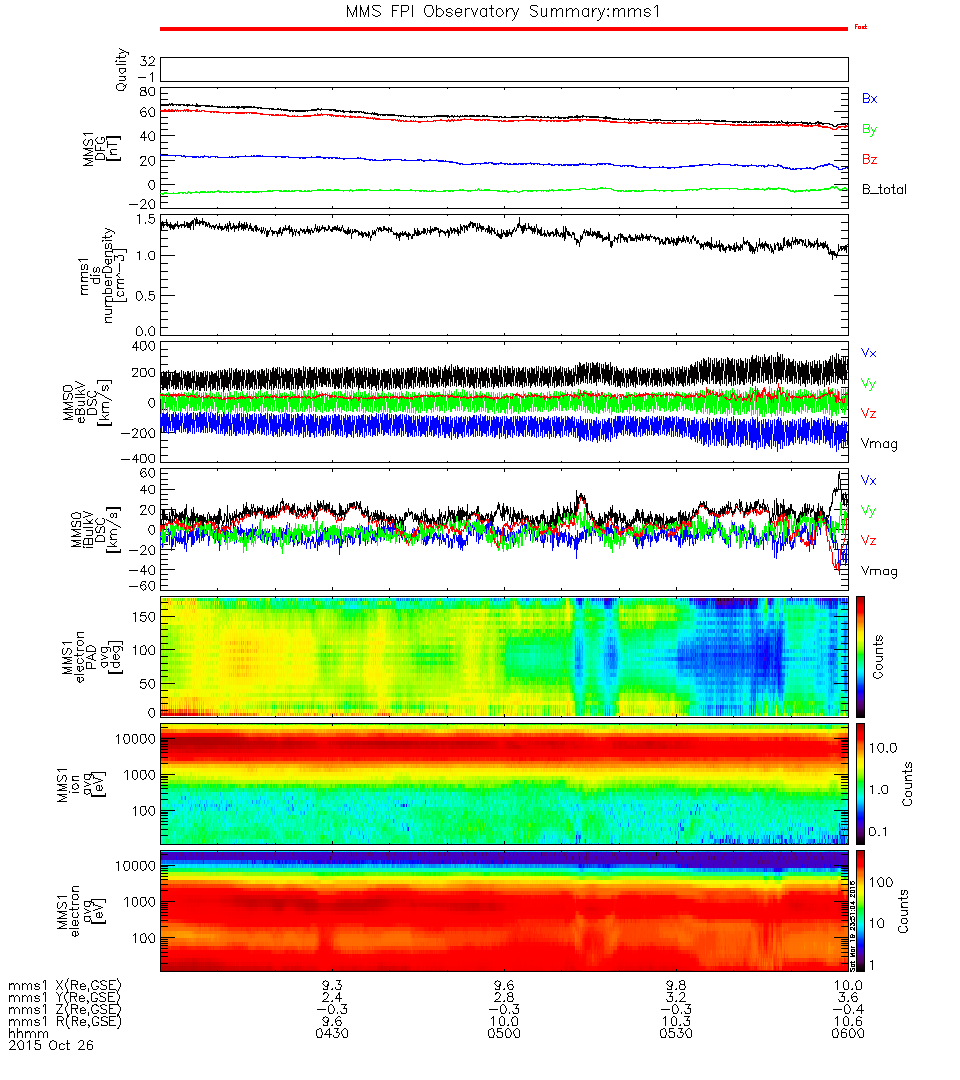 MMS FPI Observatory Summary:mms1
Fast
Quality
32
-1
MMS1
DFG
[nT]
80
60
40
20
0
-20
Bx
By
Bz
B_total
mms1
dis
numberDensity
[cm^-3]
1.5
1.0
0.5
0.0
MMS0
eBulkV
DSC
[km/s]
400
200
0
-200
-400
Vx
Vy
Vz
Vmag
MMS0
iBulkV
DSC
[km/s]
60
40
20
0
-20
-40
-60
Vx
Vy
Vz
Vmag
MMS1
electron
PAD
avg
[deg]
150
100
50
0
Counts
MMS1
ion
avg
[eV]
10000
1000
100
10.0
1.0
0.1
Counts
MMS1
electron
avg
[eV]
10000
1000
100
100
10
1
Counts
mms1 X(Re,GSE) 9.3 9.6 9.8 10.0
mms1 Y(Re,GSE) 2.4 2.8 3.2 3.6
mms1 Z(Re,GSE) -0.3 -0.3 -0.3 -0.4
mms1 R(Re,GSE) 9.6 10.0 10.3 10.6
hhmm 0430 0500 0530 0600
2015 Oct 26